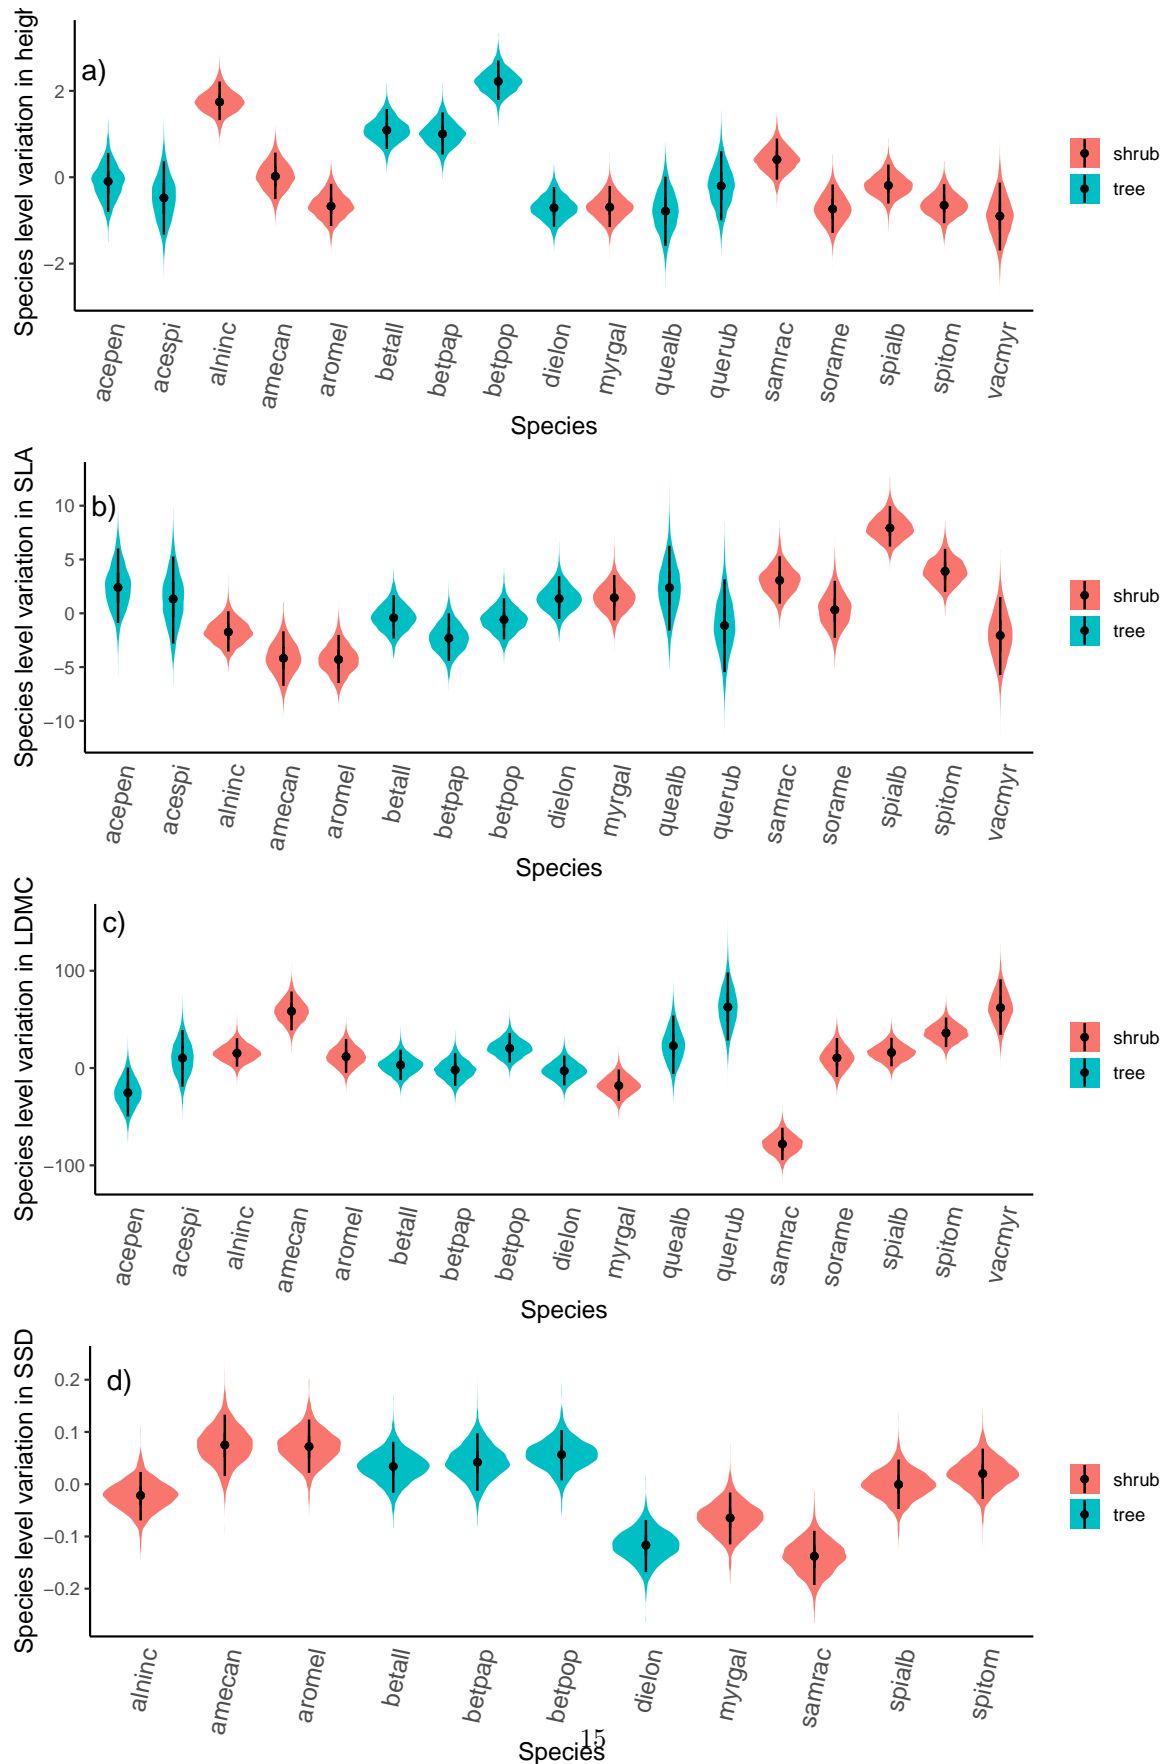 Species level variation in heigh
a)
2
0
−2
acepen acespi alninc amecan aromel betall betpap betpop dielon myrgal quealb querub samrac sorame spialb spitom vacmyr
Species
shrub
tree
Species level variation in SLA
b)
10
5
0
−5
−10
acepen acespi alninc amecan aromel betall betpap betpop dielon myrgal quealb querub samrac sorame spialb spitom vacmyr
Species
shrub
tree
Species level variation in LDMC
c)
100
0
−100
acepen acespi alninc amecan aromel betall betpap betpop dielon myrgal quealb querub samrac sorame spialb spitom vacmyr
Species
shrub
tree
Species level variation in SSD
d)
0.2
0.1
0.0
−0.1
−0.2
alninc amecan aromel betall betpap betpop dielon myrgal samrac spialb spitom
Species
shrub
tree
15